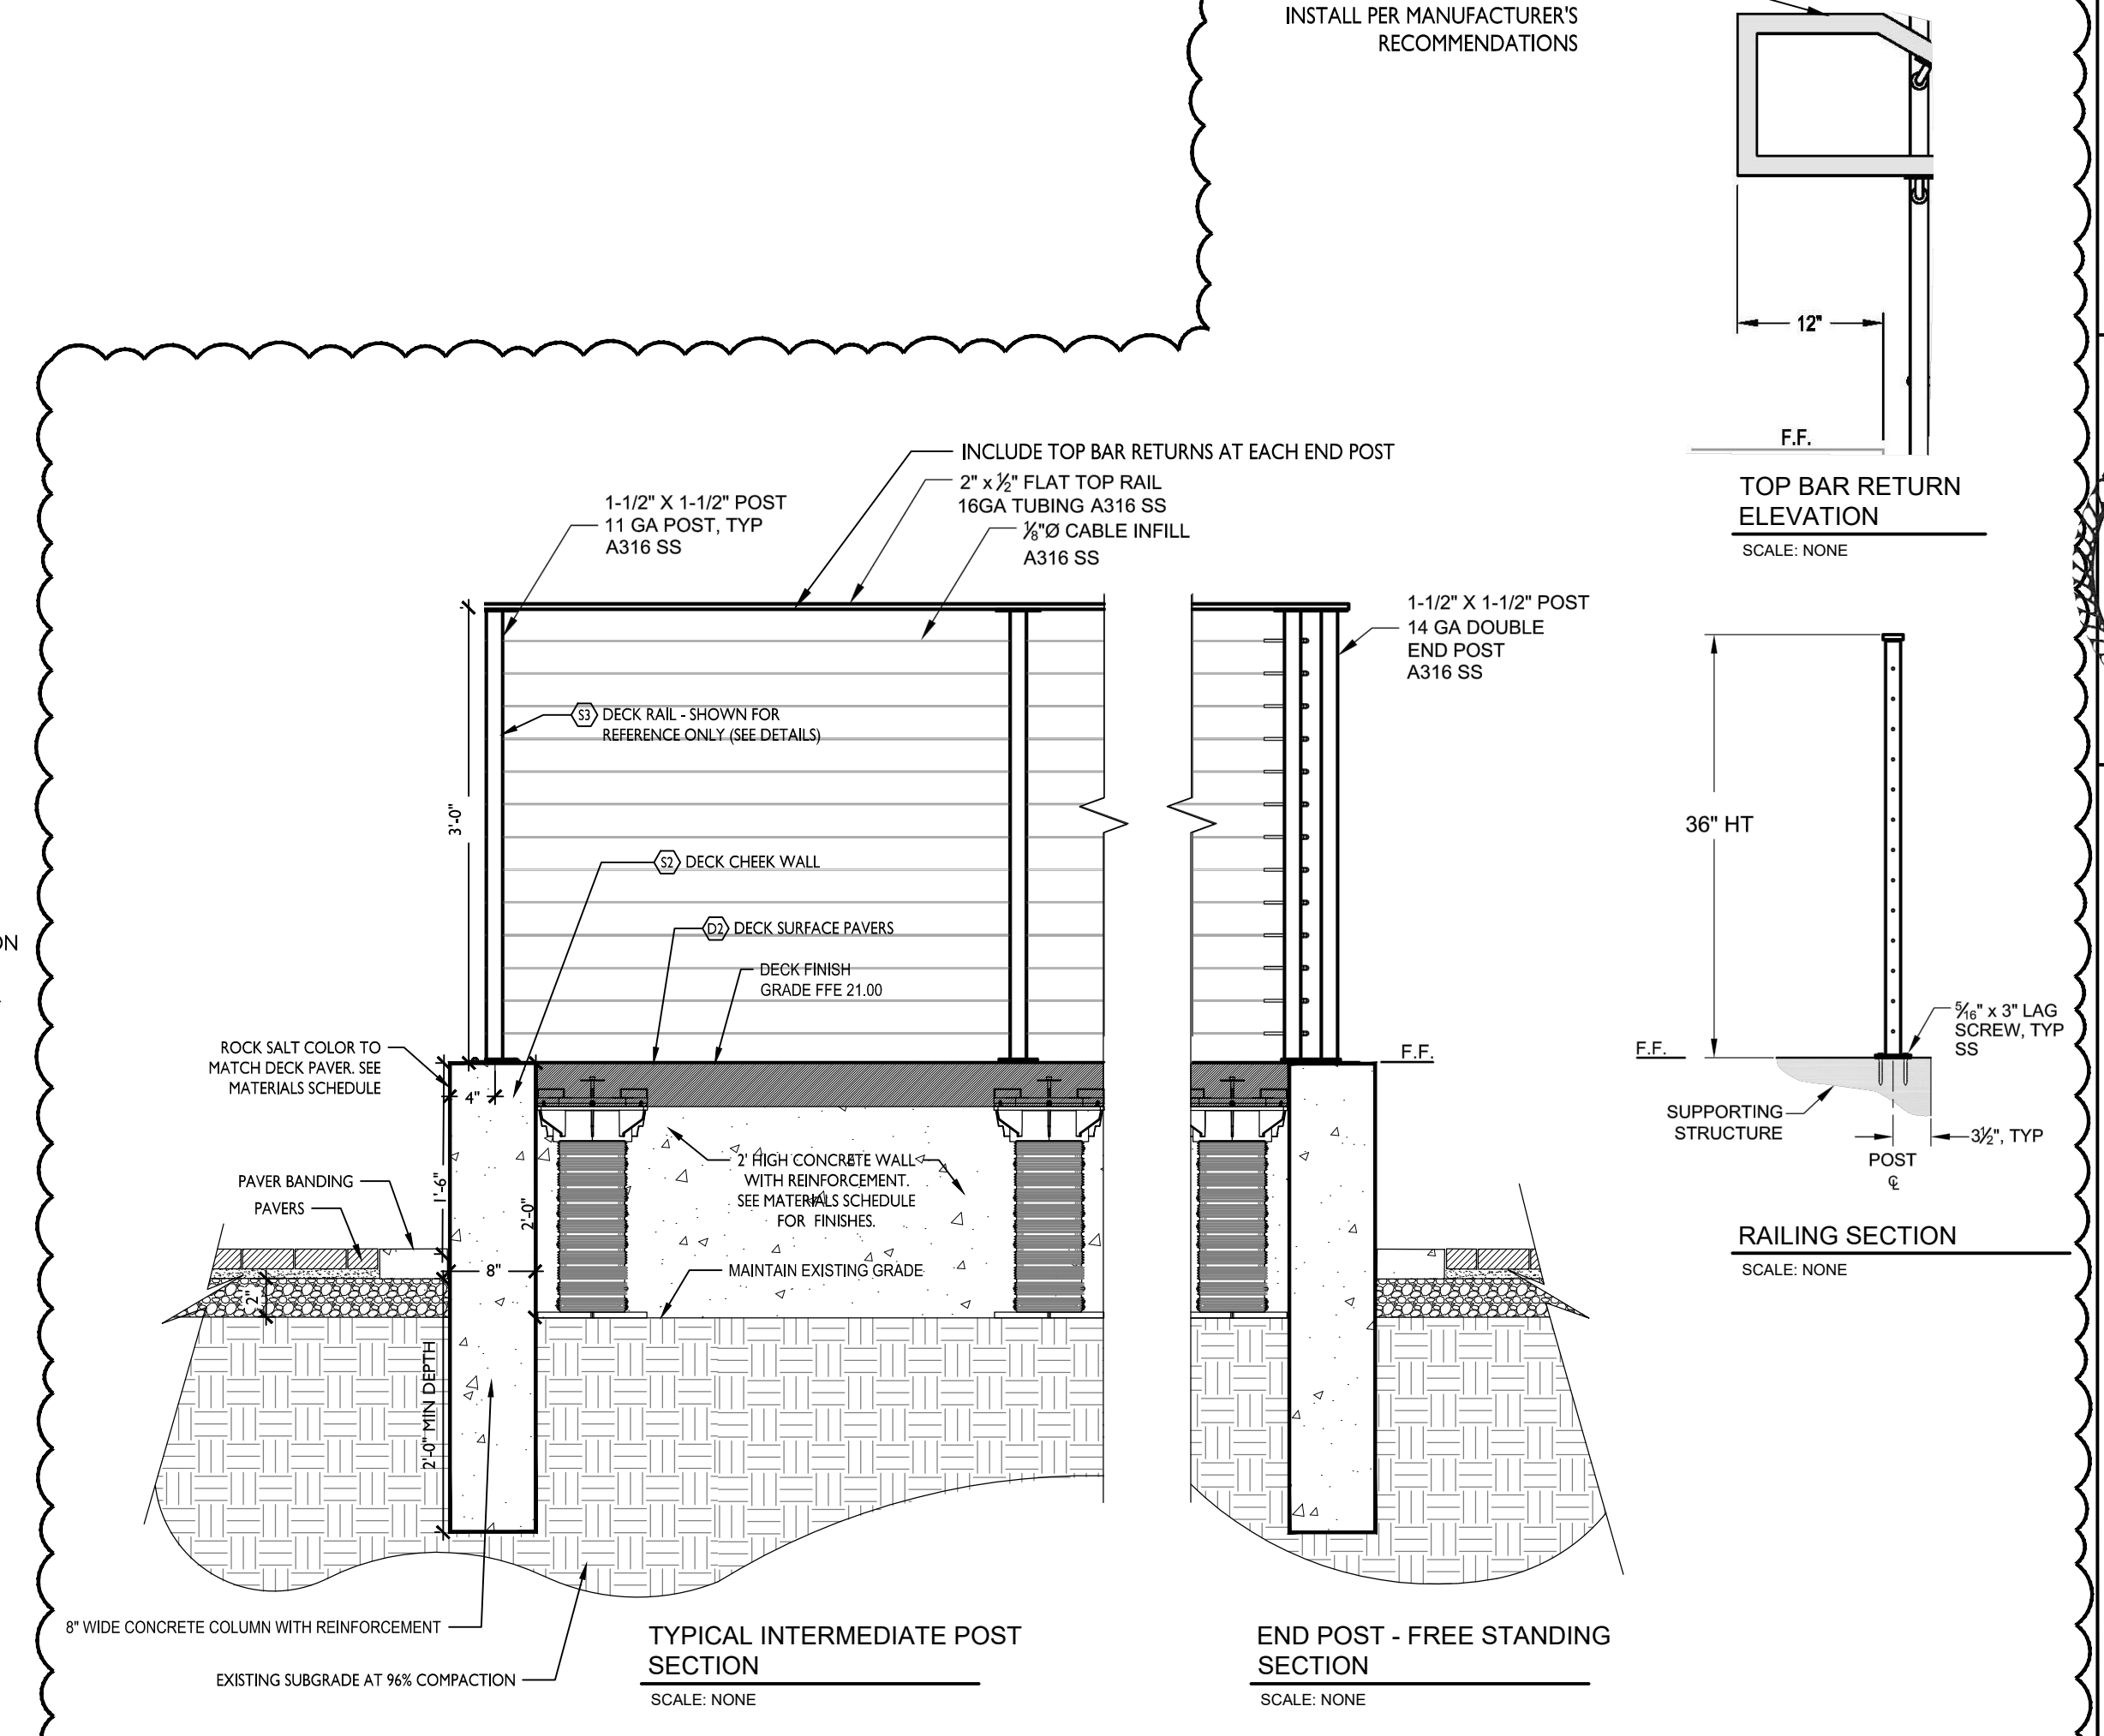 INSTALL PER MANUFACTURER'S
RECOMMENDATIONS
12"
F.F.
TOP BAR RETURN
ELEVATION
SCALE: NONE
INCLUDE TOP BAR RETURNS AT EACH END POST
2" x ½" FLAT TOP RAIL
16GA TUBING A316 SS
⅛"Ø CABLE INFILL
A316 SS
1-1/2" X 1-1/2" POST
11 GA POST, TYP
A316 SS
1-1/2" X 1-1/2" POST
14 GA DOUBLE
END POST
A316 SS
S3 DECK RAIL - SHOWN FOR
REFERENCE ONLY (SEE DETAILS)
3'-0"
S2 DECK CHEEK WALL
D2 DECK SURFACE PAVERS
DECK FINISH
GRADE FFE 21.00
ROCK SALT COLOR TO
MATCH DECK PAVER. SEE
MATERIALS SCHEDULE
4"
F.F.
2' HIGH CONCRETE WALL
WITH REINFORCEMENT.
SEE MATERIALS SCHEDULE
FOR FINISHES.
PAVER BANDING
PAVERS
1'-6"
2'-0"
8"
2"
MAINTAIN EXISTING GRADE
2'-0" MIN DEPTH
8" WIDE CONCRETE COLUMN WITH REINFORCEMENT
EXISTING SUBGRADE AT 96% COMPACTION
TYPICAL INTERMEDIATE POST
SECTION
SCALE: NONE
END POST - FREE STANDING
SECTION
SCALE: NONE
36" HT
F.F.
5⁄16" x 3" LAG
SCREW, TYP
SS
SUPPORTING
STRUCTURE
3½", TYP
POST
℄
RAILING SECTION
SCALE: NONE